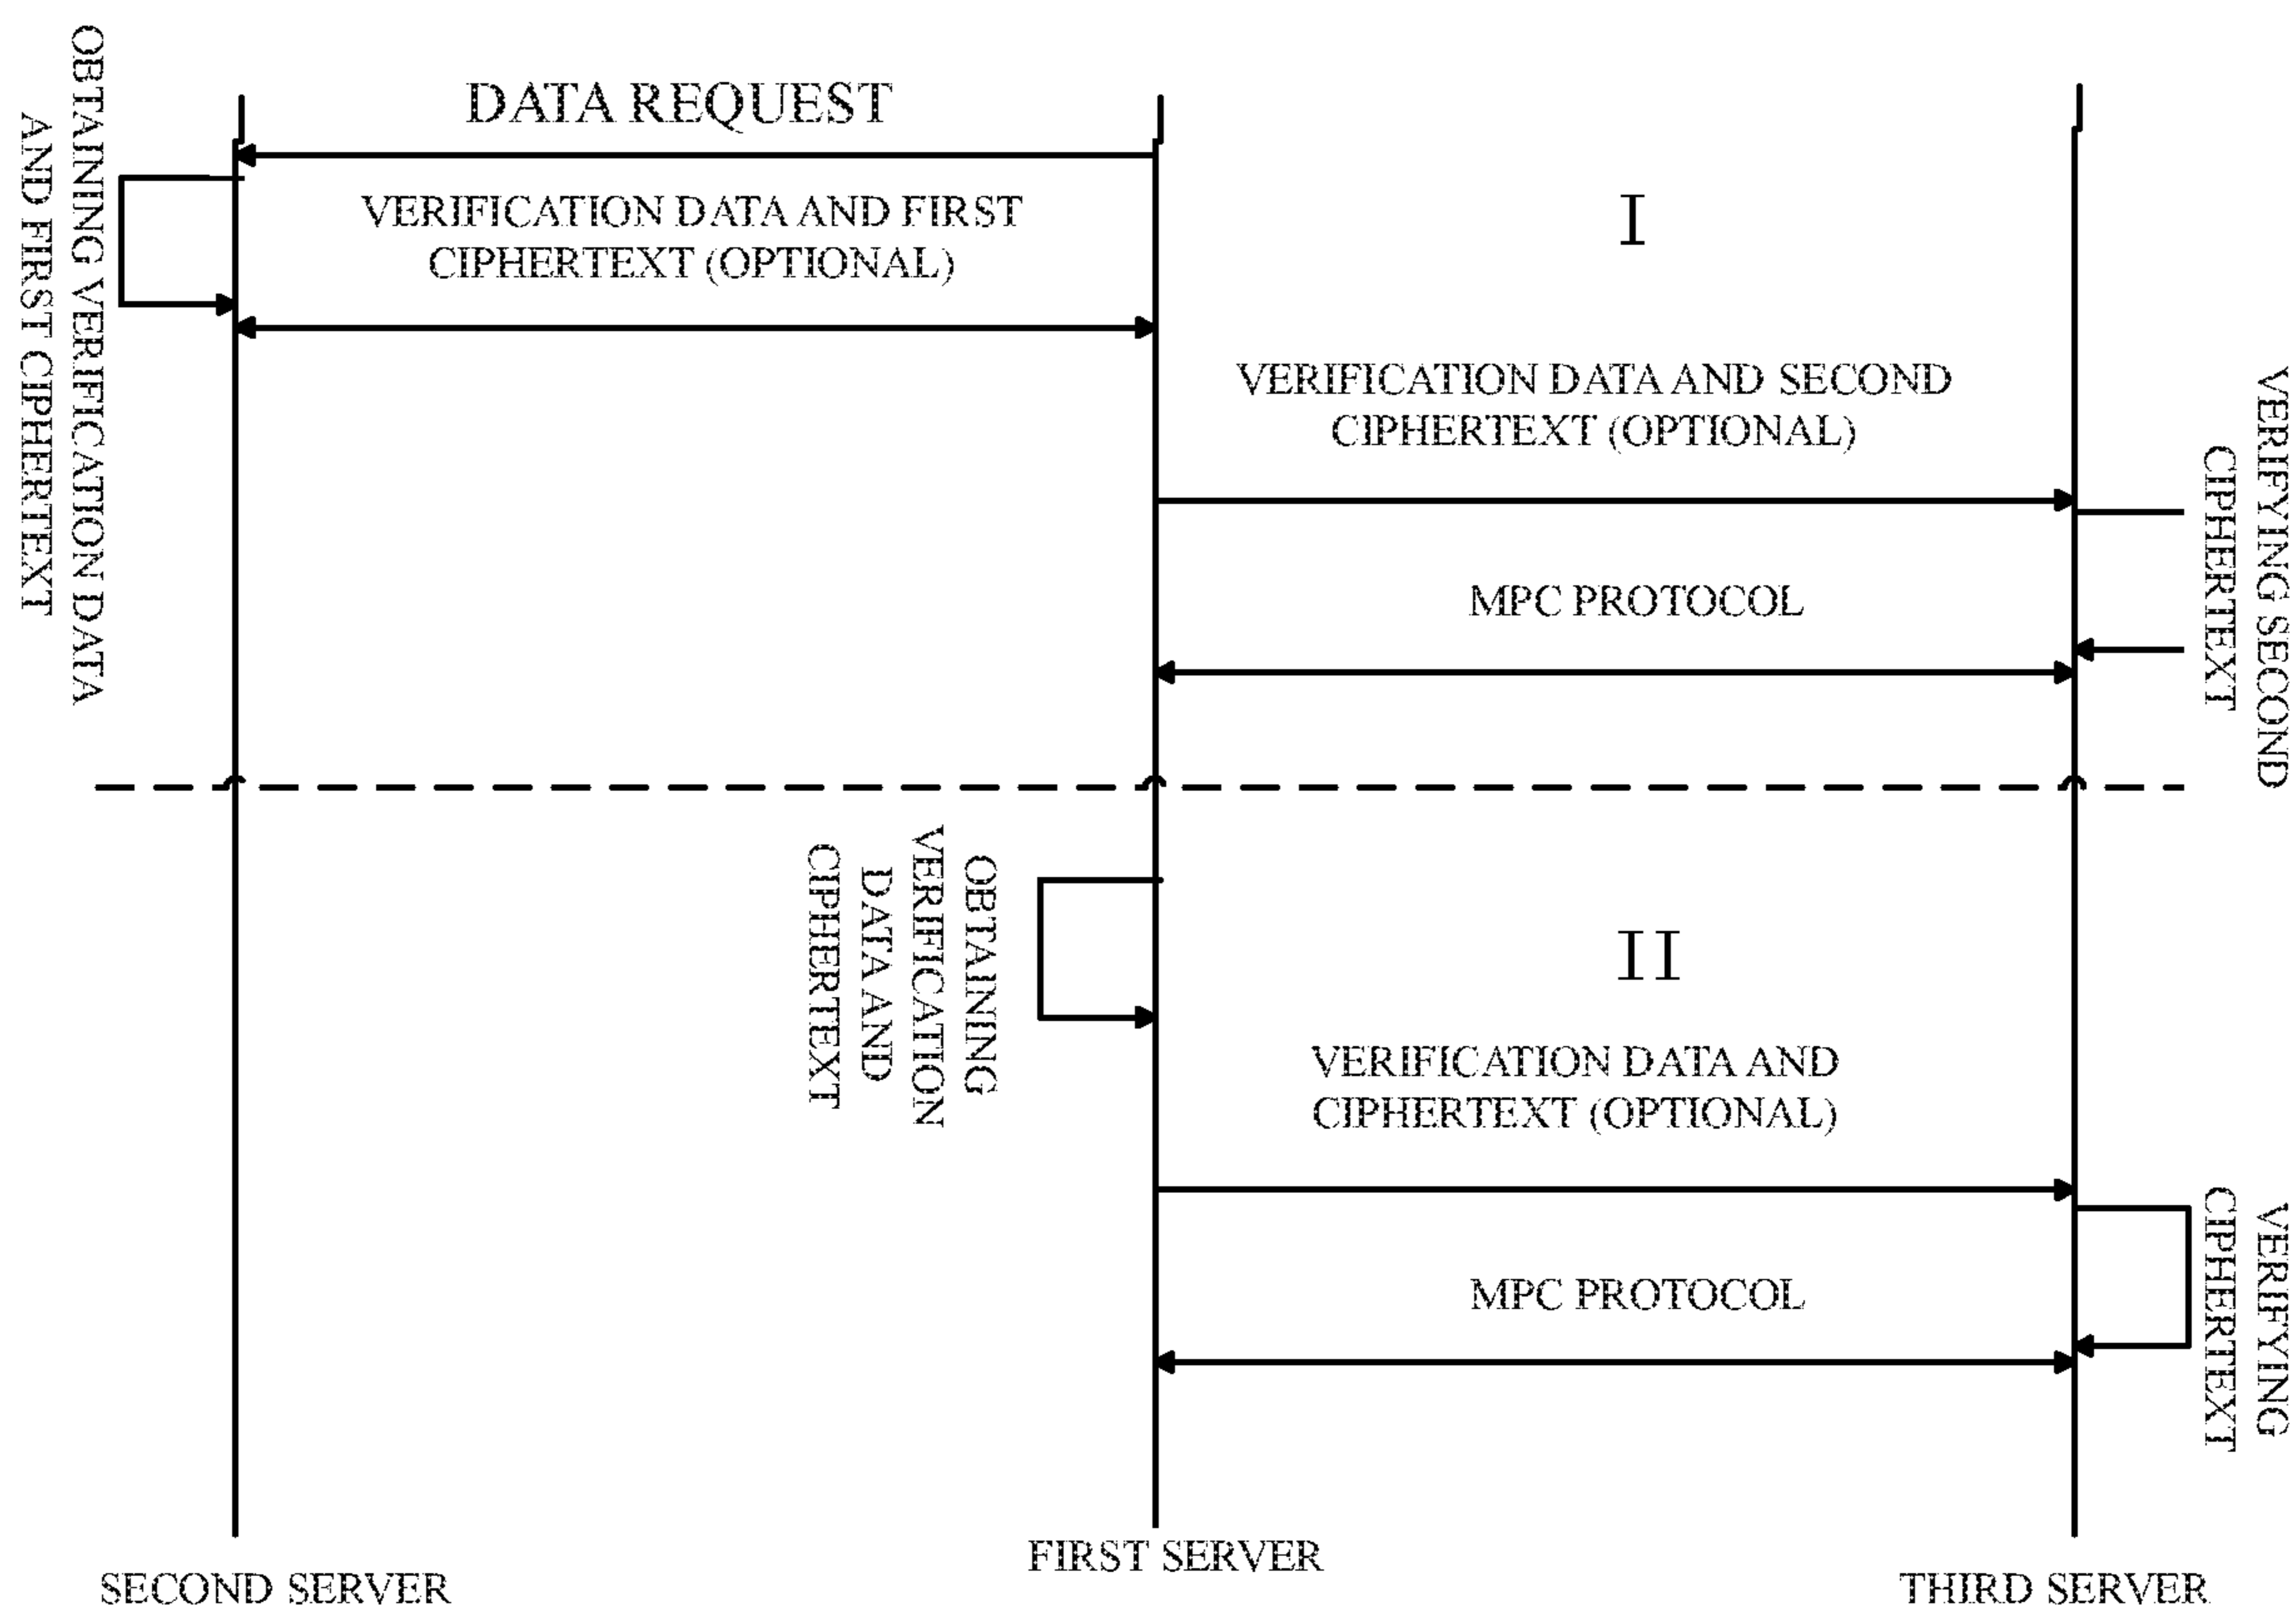 DATA REQUEST
OBTAINING VERIFICATION DATA
AND FIRST CIPHERTEXT
VERIFICATION DATA AND FIRST
CIPHERTEXT (OPTIONAL)
I
VERIFICATION DATA AND SECOND
CIPHERTEXT (OPTIONAL)
VERIFYING SECOND
CIPHERTEXT
MPC PROTOCOL
OBTAINING
VERIFICATION
DATA AND
CIPHERTEXT
II
VERIFICATION DATA AND
CIPHERTEXT (OPTIONAL)
VERIFYING
CIPHERTEXT
MPC PROTOCOL
FIRST SERVER
SECOND SERVER
THIRD SERVER